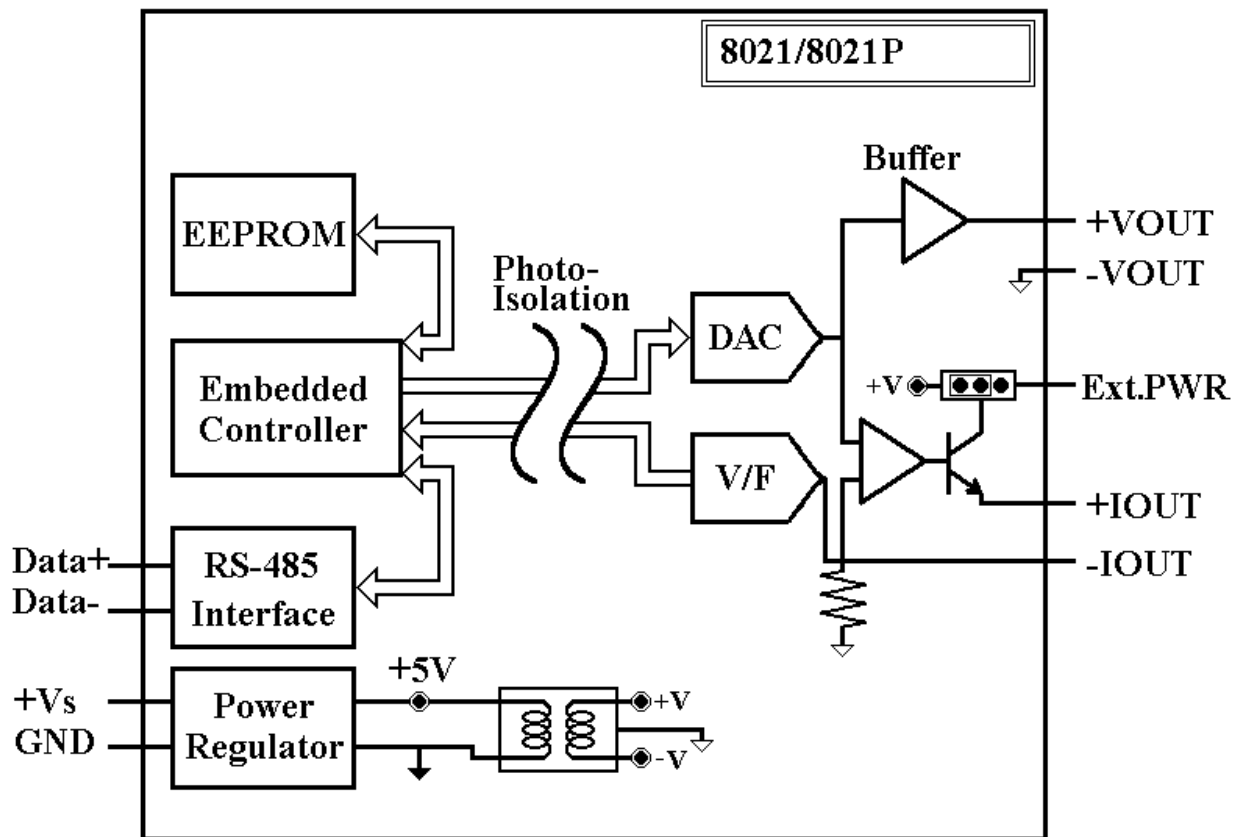 8021/8021P
Buffer
EEPROM
+VOUT
-VOUT
Photo-
Isolation
DAC
Embedded
Controller
+V
Ext.PWR
V/F
+IOUT
-IOUT
Data+
Data-
RS-485
Interface
+5V
+Vs
GND
Power
Regulator
+V
-V